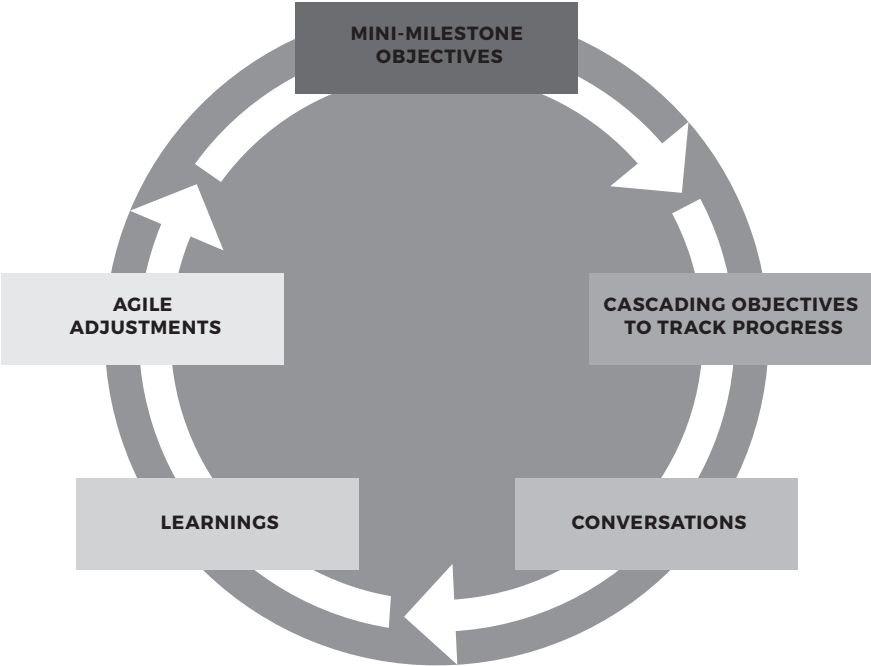 MINI-MILESTONE
OBJECTIVES
CASCADING OBJECTIVES
TO TRACK PROGRESS
CONVERSATIONS
LEARNINGS
AGILE
ADJUSTMENTS